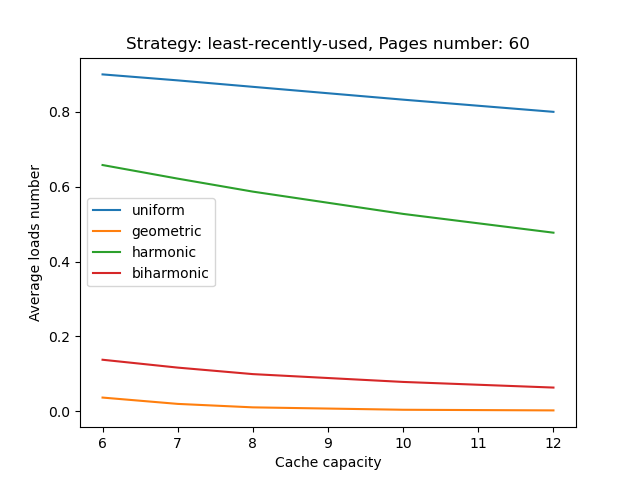 Strategy: least-recently-used, Pages number: 60
Average loads number
0.8
0.6
0.4
0.2
0.0
uniform
geometric
harmonic
biharmonic
6 7 8 9 10 11 12
Cache capacity